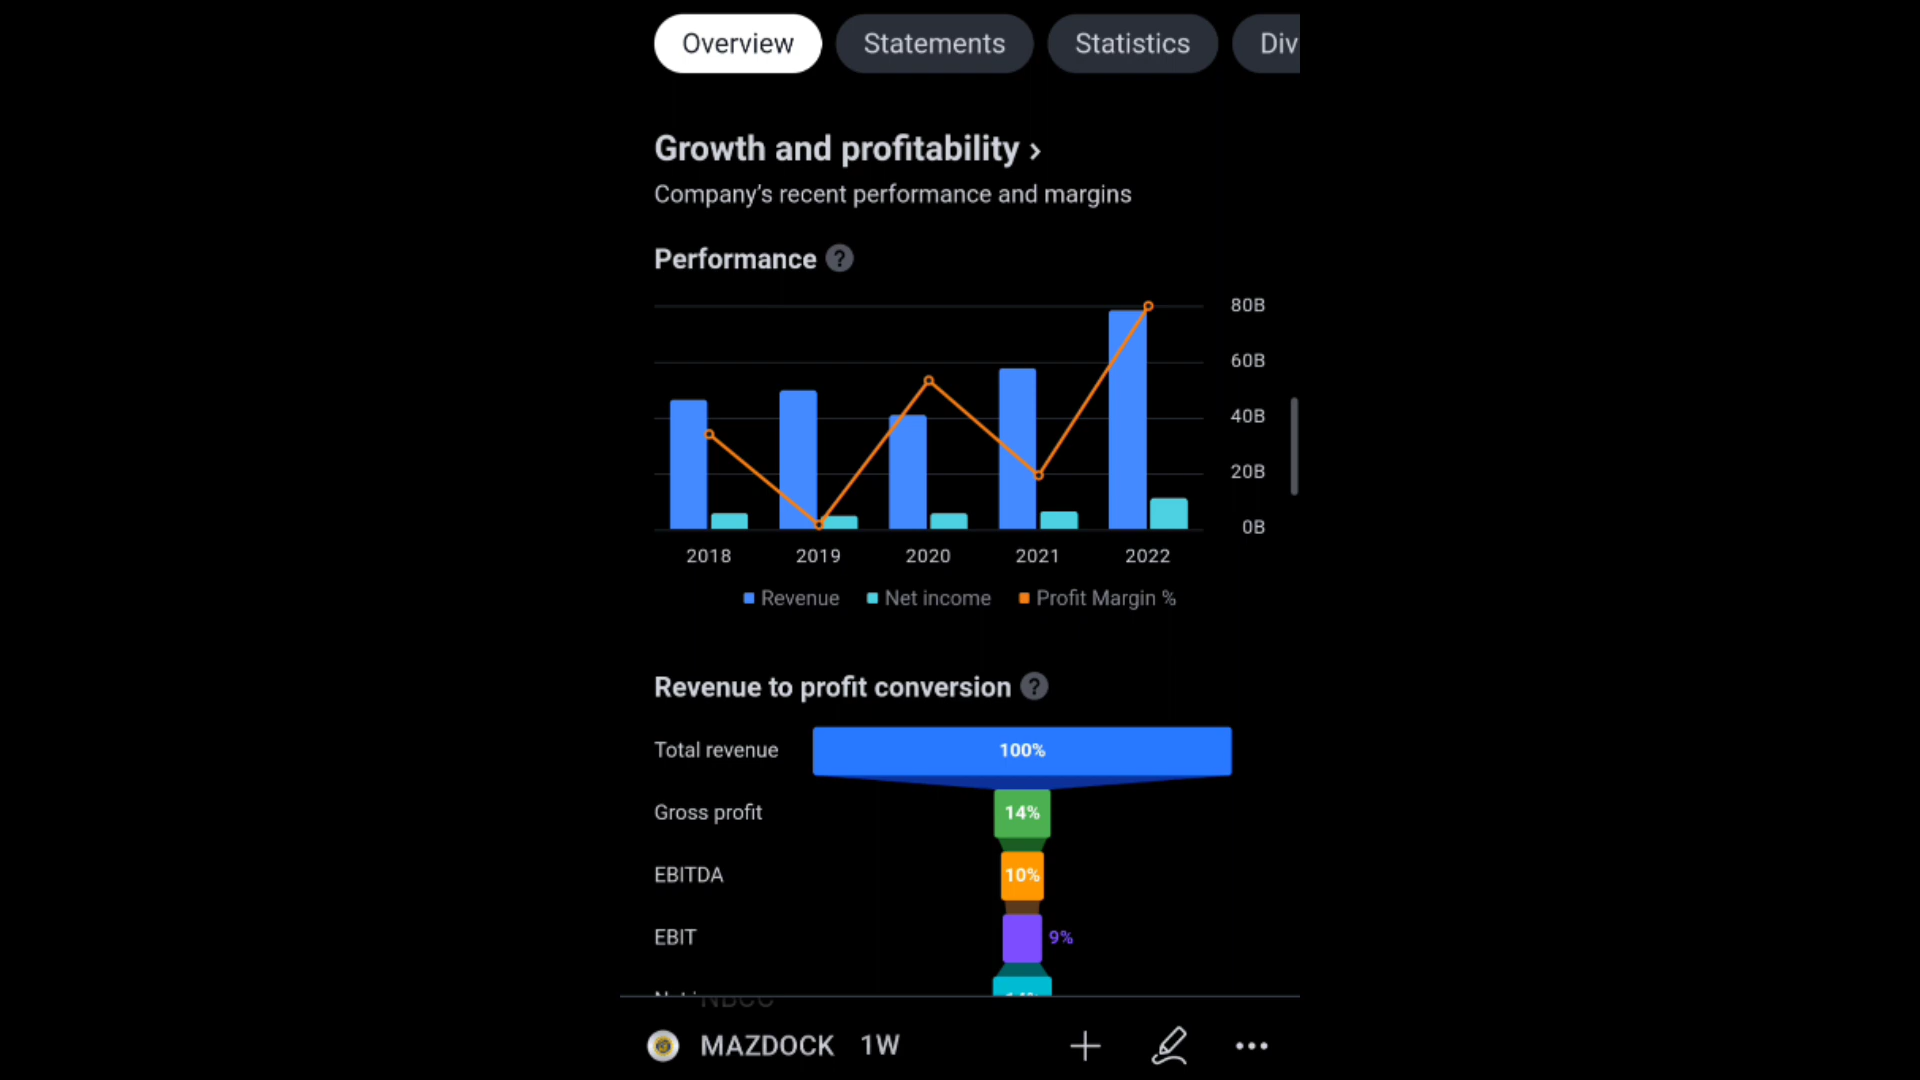 Overview Statements Statistics Div
Growth and profitability ›
Company's recent performance and margins
Performance ?
80B
60B
40B
20B
0B
2018 2019 2020 2021 2022
Revenue Net income Profit Margin %
Revenue to profit conversion ?
Total revenue 100%
Gross profit 14%
EBITDA 10%
EBIT 9%
MAZDOCK 1W